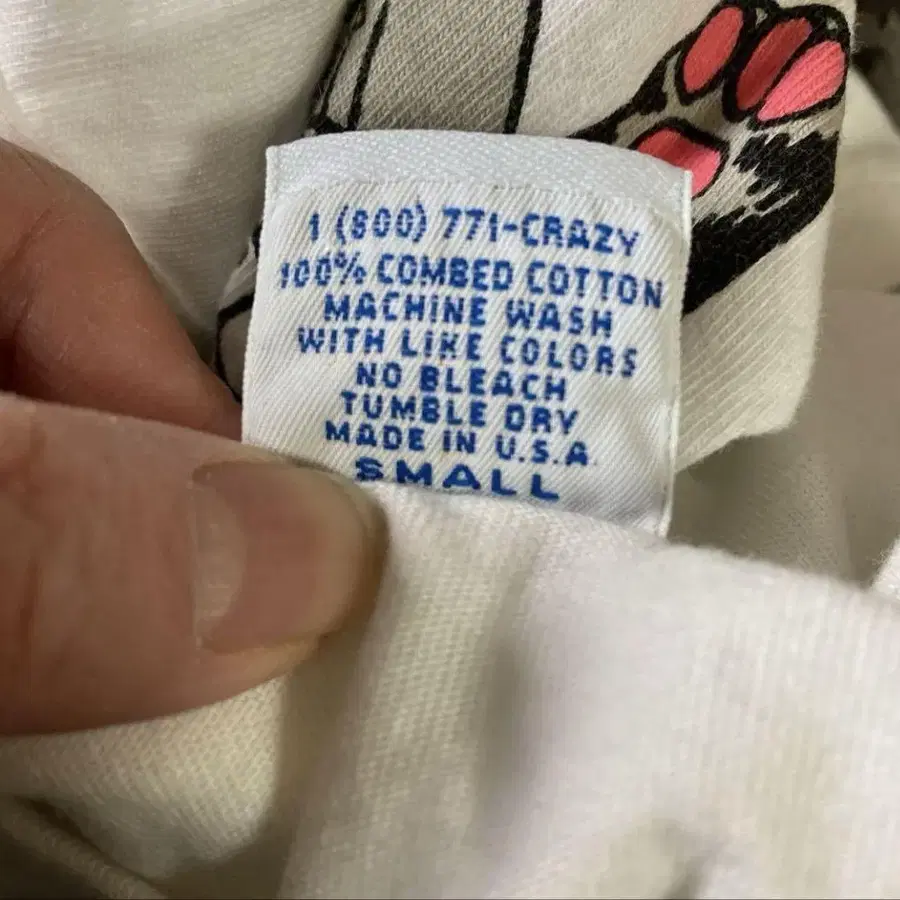 1 (800) 771-CRAZY
100% COMBED COTTON
MACHINE WASH
WITH LIKE COLORS
NO BLEACH
TUMBLE DRY
MADE IN U.S.A.
SMALL